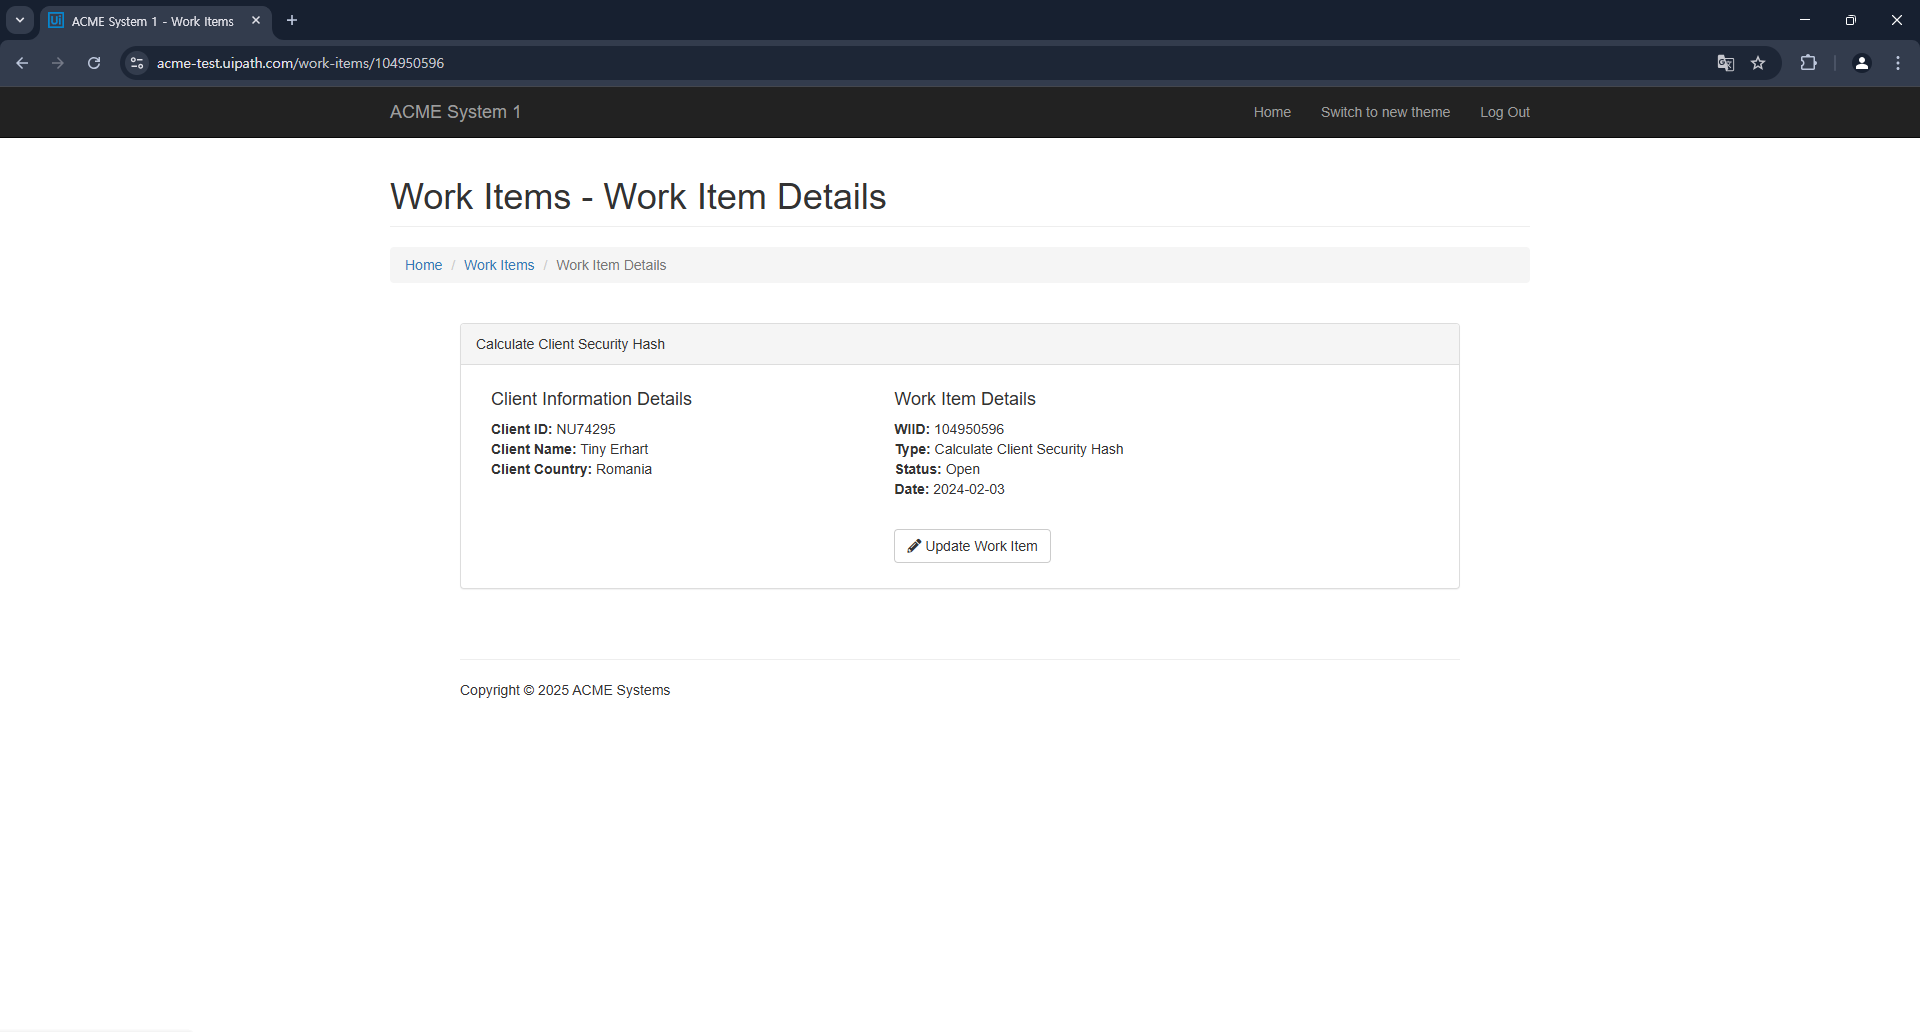 Ui ACME System 1 - Work Items
acme-test.uipath.com/work-items/104950596
ACME System 1 Home Switch to new theme Log Out
Work Items - Work Item Details
Home / Work Items / Work Item Details
Calculate Client Security Hash
Client Information Details
Client ID: NU74295
Client Name: Tiny Erhart
Client Country: Romania
Work Item Details
WIID: 104950596
Type: Calculate Client Security Hash
Status: Open
Date: 2024-02-03
Update Work Item
Copyright © 2025 ACME Systems